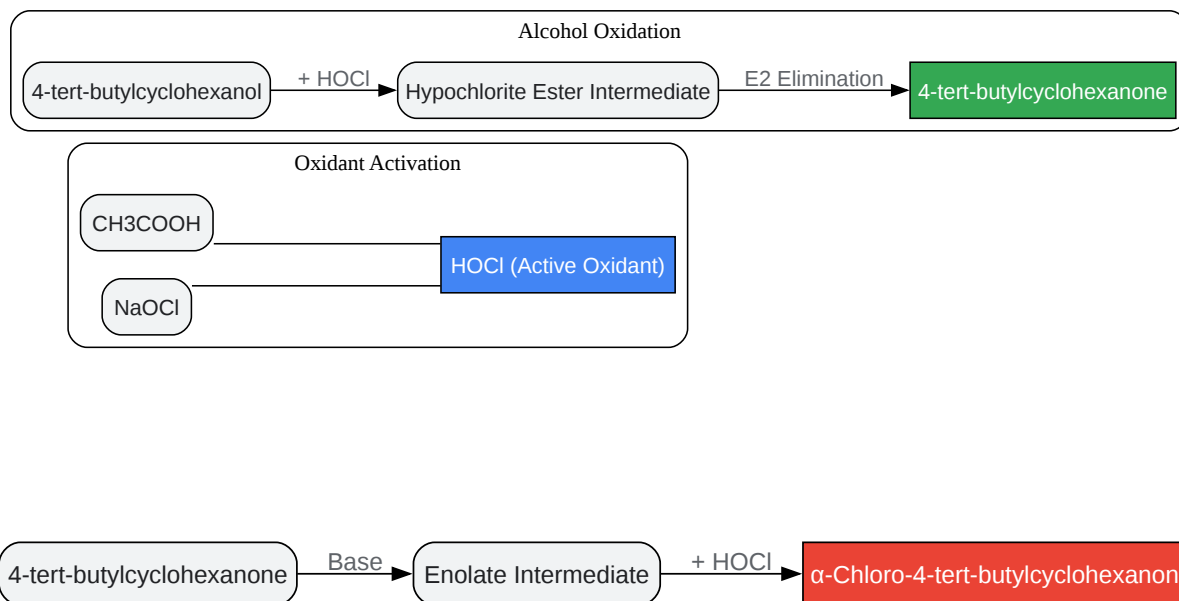 Alcohol Oxidation
4-tert-butylcyclohexanol
+ HOCl
Hypochlorite Ester Intermediate
E2 Elimination
4-tert-butylcyclohexanone
Oxidant Activation
CH3COOH
HOCl (Active Oxidant)
NaOCl
4-tert-butylcyclohexanone
Base
Enolate Intermediate
+ HOCl
α-Chloro-4-tert-butylcyclohexanon